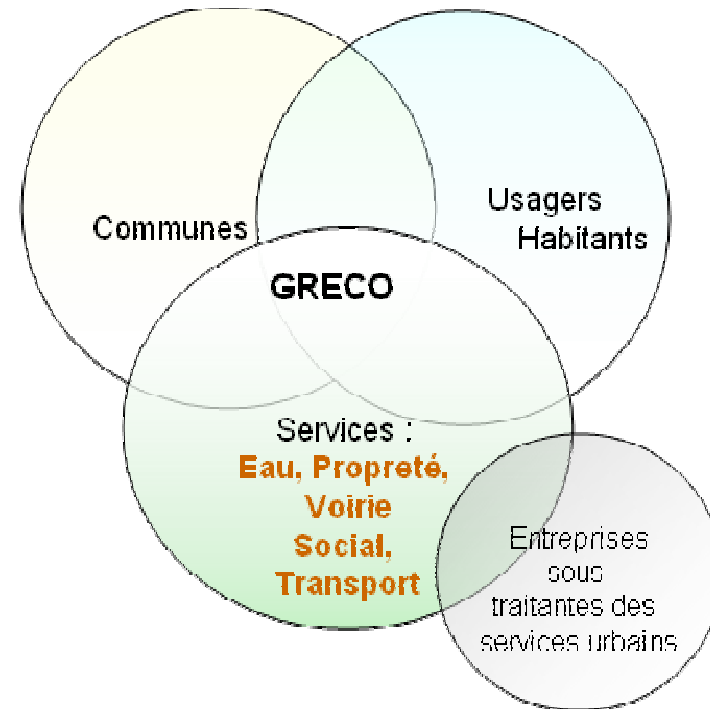 Communes
Usagers
Habitants
GRECO
Services :
Eau, Propreté,
Voirie
Social,
Transport
Entreprises
sous
traitantes des
services urbains